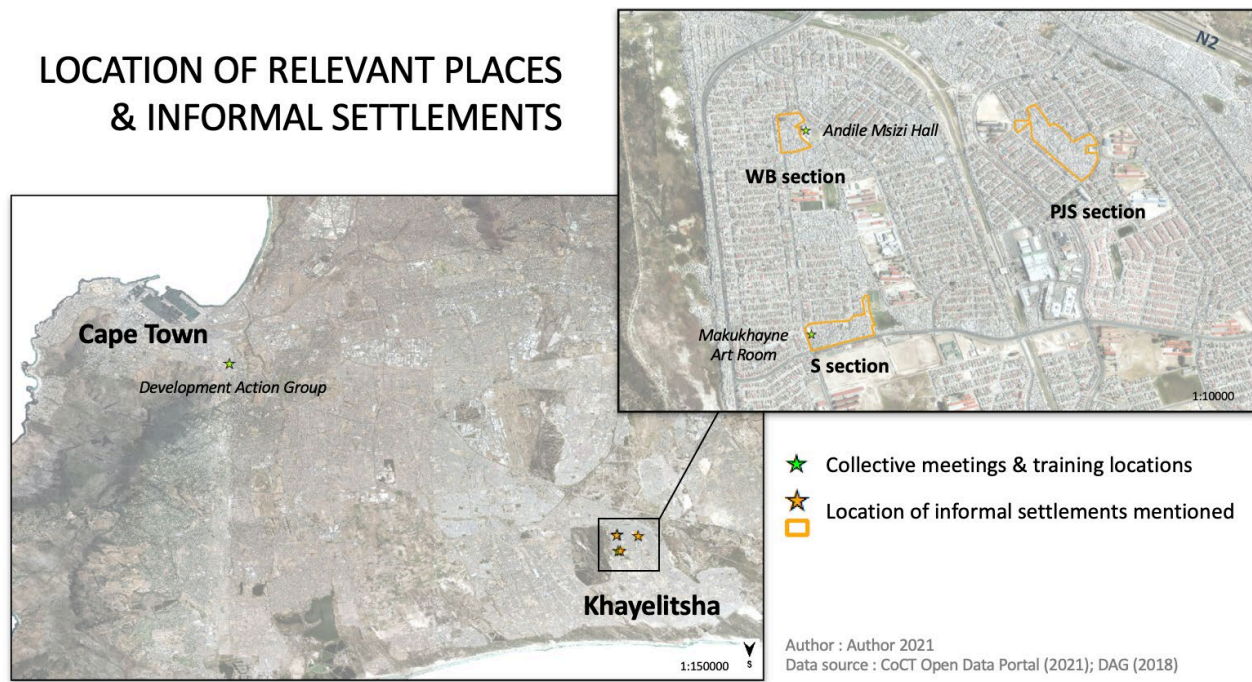 LOCATION OF RELEVANT PLACES
& INFORMAL SETTLEMENTS
N2
Andile Msizi Hall
WB section
PJS section
Makukhayne
Art Room
S section
1:10000
Cape Town
Development Action Group
Khayelitsha
1:150000
S
Collective meetings & training locations
Location of informal settlements mentioned
Author : Author 2021
Data source : CoCT Open Data Portal (2021); DAG (2018)